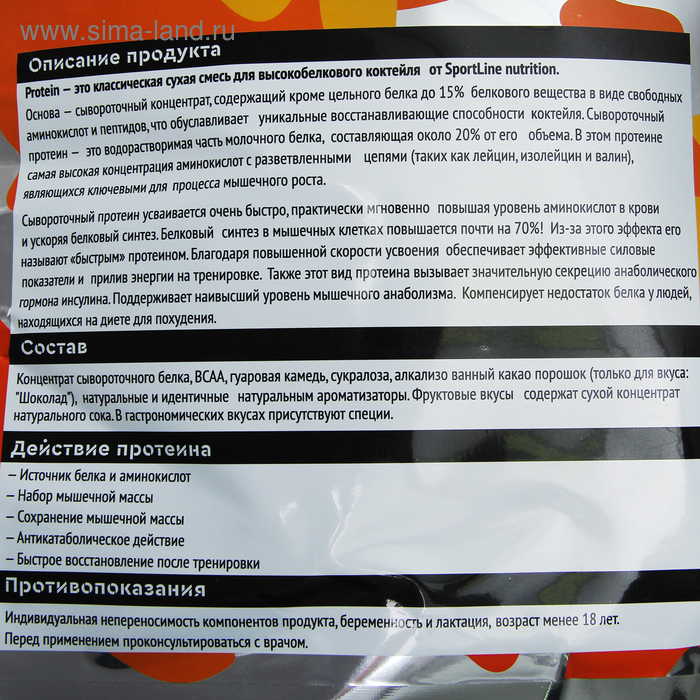 www.sima-land.ru
Описание продукта
Protein — это классическая сухая смесь для высокобелкового коктейля от SportLine nutrition.
Основа — сывороточный концентрат, содержащий кроме цельного белка до 15% белкового вещества в виде свободных
аминокислот и пептидов, что обуславливает уникальные восстанавливающие способности коктейля. Сывороточный
протеин — это водорастворимая часть молочного белка, составляющая около 20% от его объема. В этом протеине
самая высокая концентрация аминокислот с разветвленными цепями (таких как лейцин, изолейцин и валин),
являющихся ключевыми для процесса мышечного роста.
Сывороточный протеин усваивается очень быстро, практически мгновенно повышая уровень аминокислот в крови
и ускоряя белковый синтез. Белковый синтез в мышечных клетках повышается почти на 70%! Из-за этого эффекта его
называют «быстрым» протеином. Благодаря повышенной скорости усвоения обеспечивает эффективные силовые
показатели и прилив энергии на тренировке. Также этот вид протеина вызывает значительную секрецию анаболического
гормона инсулина. Поддерживает наивысший уровень мышечного анаболизма. Компенсирует недостаток белка у людей,
находящихся на диете для похудения.
Состав
Концентрат сывороточного белка, BCAA, гуаровая камедь, сукралоза, алкализо ванный какао порошок (только для вкуса:
"Шоколад"), натуральные и идентичные натуральным ароматизаторы. Фруктовые вкусы содержат сухой концентрат
натурального сока. В гастрономических вкусах присутствуют специи.
Действие протеина
— Источник белка и аминокислот
— Набор мышечной массы
— Сохранение мышечной массы
— Антикатаболическое действие
— Быстрое восстановление после тренировки
Противопоказания
Индивидуальная непереносимость компонентов продукта, беременность и лактация, возраст менее 18 лет.
Перед применением проконсультироваться с врачом.